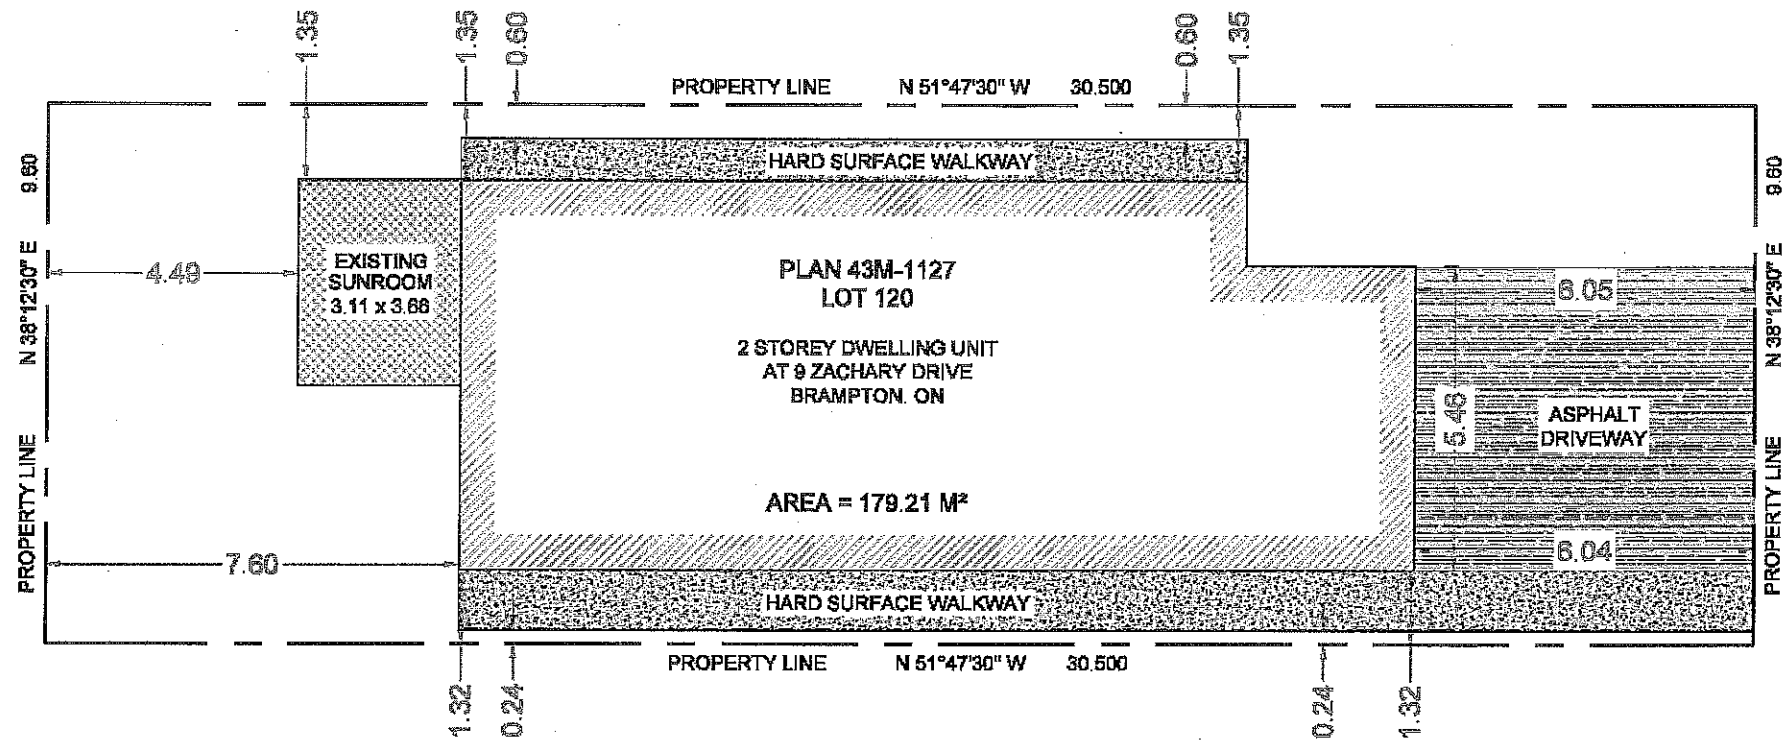 1.35
1.35
0.60
0.60
1.35
PROPERTY LINE N 51°47'30" W 30.500
9.60
9.60
HARD SURFACE WALKWAY
N 38°12'30" E
N 38°12'30" E
4.49
EXISTING
SUNROOM
3.11 x 3.66
PLAN 43M-1127
LOT 120
6.05
2 STOREY DWELLING UNIT
AT 9 ZACHARY DRIVE
BRAMPTON. ON
5.46
ASPHALT
DRIVEWAY
PROPERTY LINE
PROPERTY LINE
AREA = 179.21 M²
7.60
6.04
HARD SURFACE WALKWAY
PROPERTY LINE N 51°47'30" W 30.500
1.32
0.24
0.24
1.32